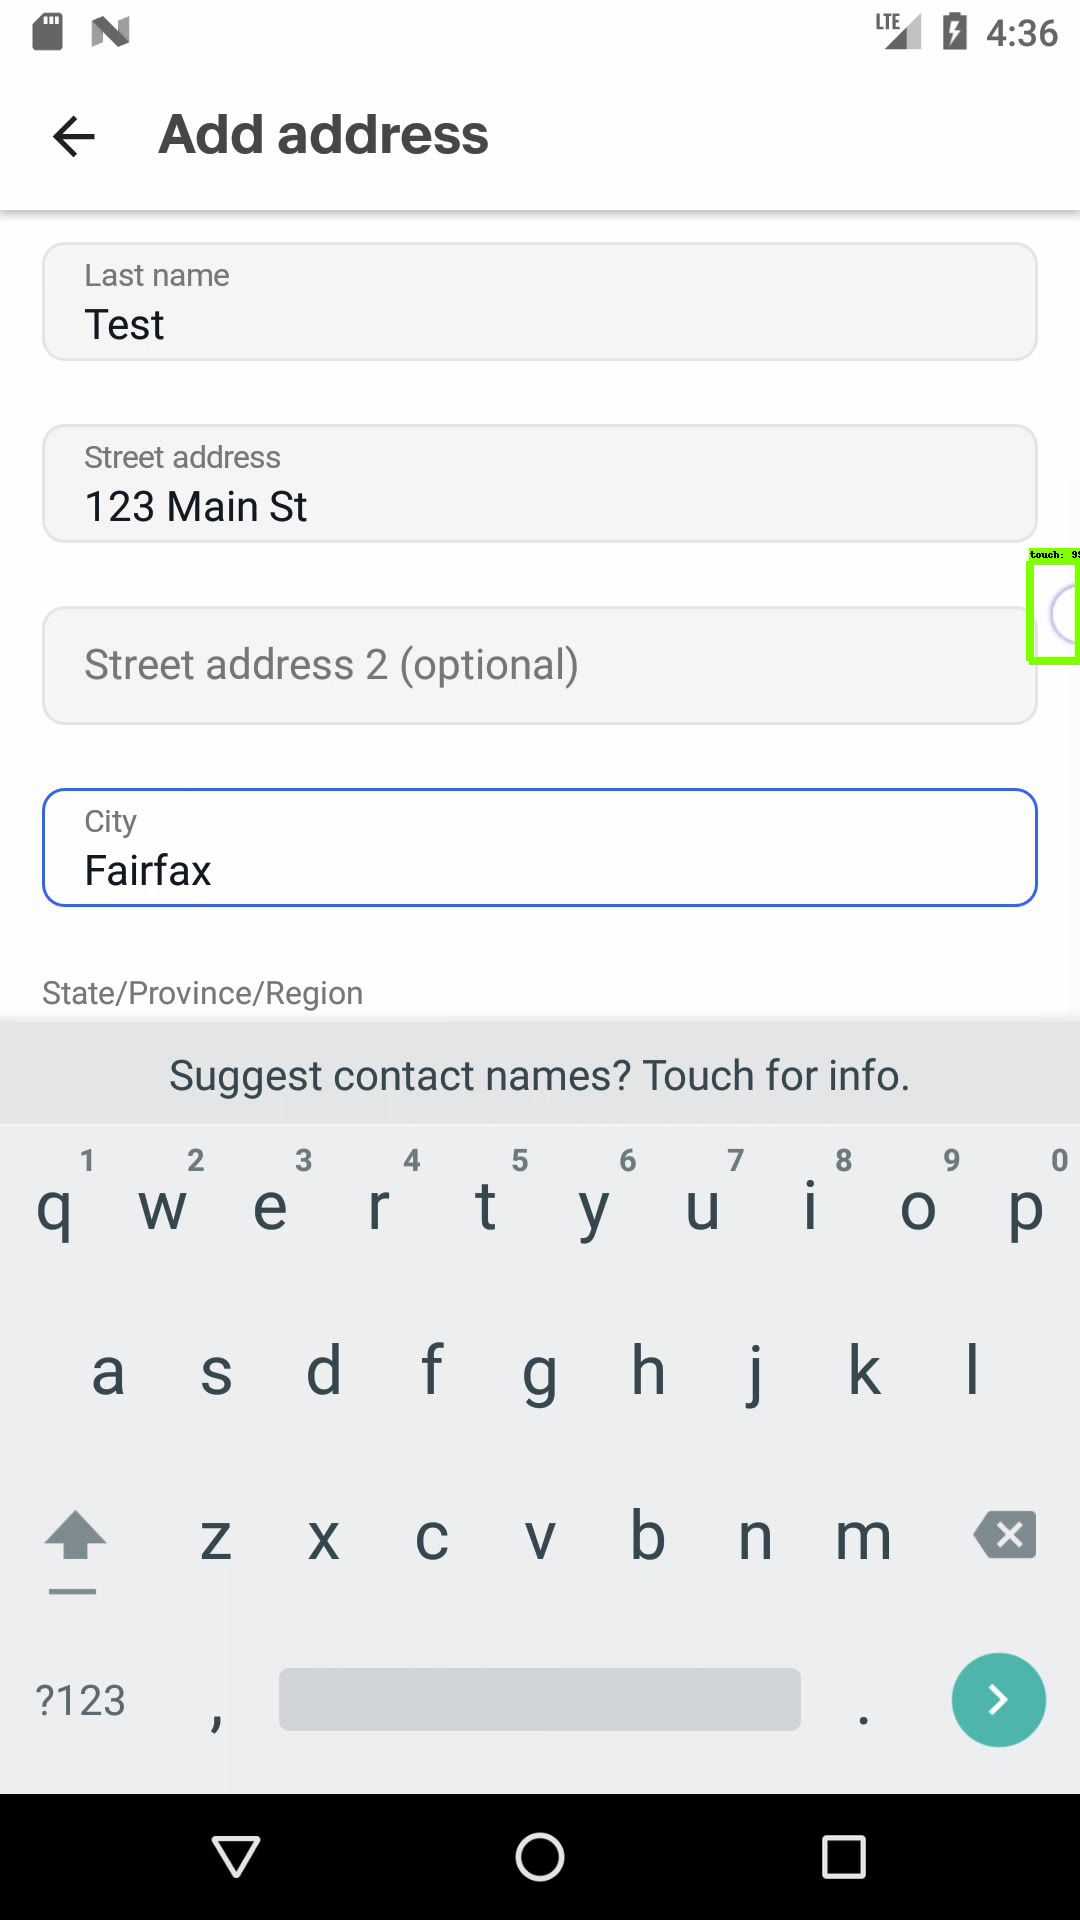 LTE 4:36
Add address
Last name
Test
Street address
123 Main St
touch: 9
Street address 2 (optional)
City
Fairfax
State/Province/Region
Suggest contact names? Touch for info.
1 2 3 4 5 6 7 8 9 0
q w e r t y u i o p
a s d f g h j k l
z x c v b n m
?123 , .